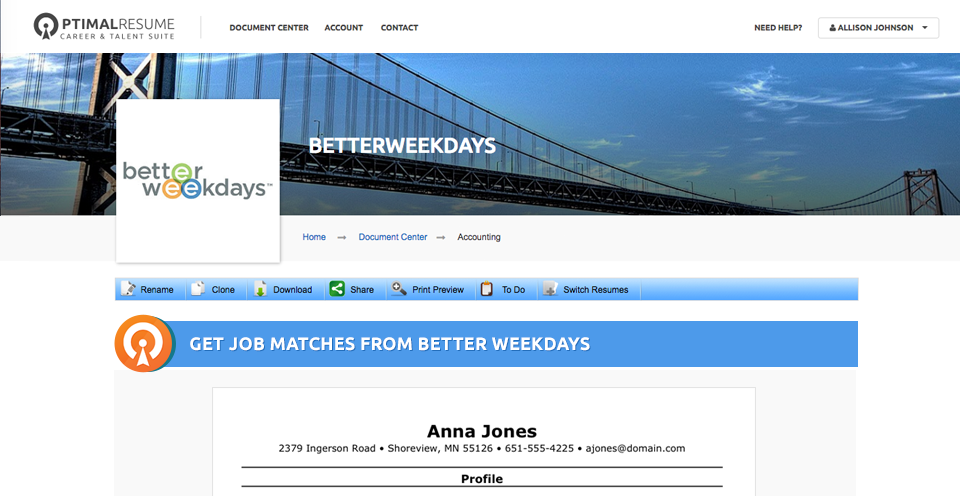 PTIMALRESUME
CAREER & TALENT SUITE
DOCUMENT CENTER ACCOUNT CONTACT
NEED HELP? ALLISON JOHNSON
BETTERWEEKDAYS
better
weekdays™
Home Document Center Accounting
Rename Clone Download Share Print Preview To Do Switch Resumes
GET JOB MATCHES FROM BETTER WEEKDAYS
Anna Jones
2379 Ingerson Road • Shoreview, MN 55126 • 651-555-4225 • ajones@domain.com
Profile